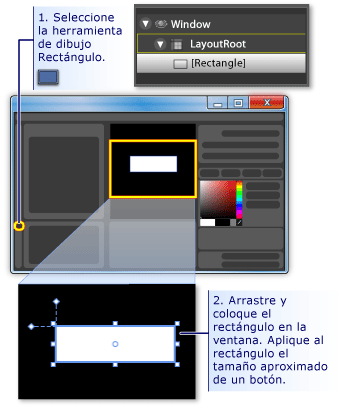 1. Seleccione
la herramienta
de dibujo
Rectángulo.
Window
LayoutRoot
[Rectangle]
2. Arrastre y
coloque el
rectángulo en la
ventana. Aplique al
rectángulo el
tamaño aproximado
de un botón.